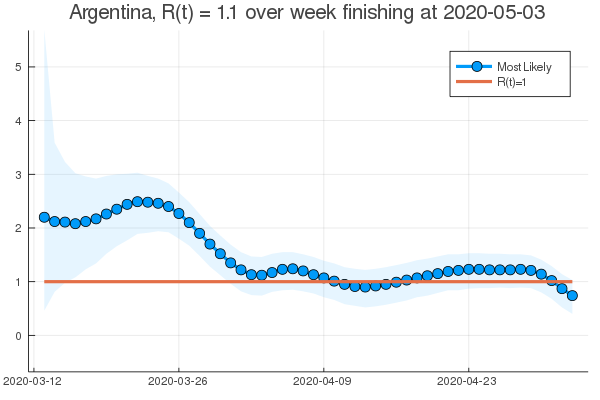 Argentina, R(t) = 1.1 over week finishing at 2020-05-03
Most Likely
R(t)=1
5
4
3
2
1
0
2020-03-12 2020-03-26 2020-04-09 2020-04-23